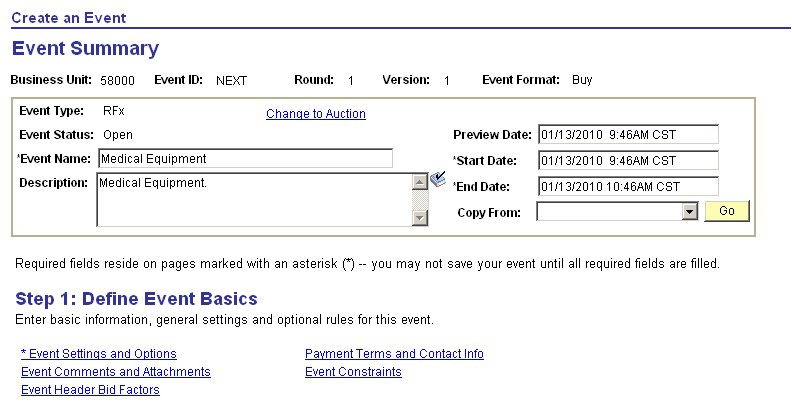 Create an Event
Event Summary
Business Unit: 58000 Event ID: NEXT Round: 1 Version: 1 Event Format: Buy
Event Type: RFx Change to Auction
Event Status: Open Preview Date: 01/13/2010 9:46AM CST
*Event Name: Medical Equipment *Start Date: 01/13/2010 9:46AM CST
Description: Medical Equipment. *End Date: 01/13/2010 10:46AM CST
Copy From: Go
Required fields reside on pages marked with an asterisk (*) -- you may not save your event until all required fields are filled.
Step 1: Define Event Basics
Enter basic information, general settings and optional rules for this event.
* Event Settings and Options Payment Terms and Contact Info
Event Comments and Attachments Event Constraints
Event Header Bid Factors